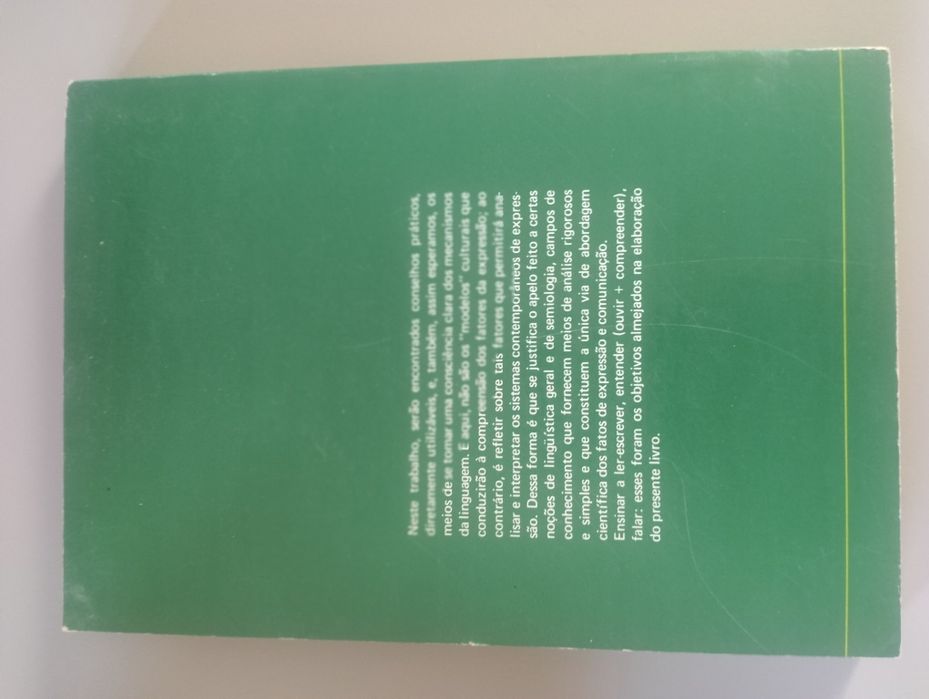 Neste trabalho, serão encontrados conselhos práticos,
diretamente utilizáveis, e, também, assim esperamos, os
meios de se tomar uma consciência clara dos mecanismos
da linguagem. E aqui, não são os "modelos" culturais que
conduzirão à compreensão dos fatores da expressão; ao
contrário, é refletir sobre tais fatores que permitirá ana-
lisar e interpretar os sistemas contemporâneos de expres-
são. Dessa forma é que se justifica o apelo feito a certas
noções de lingüística geral e de semiologia, campos de
conhecimento que fornecem meios de análise rigorosos
e simples e que constituem a única via de abordagem
científica dos fatos de expressão e comunicação.
Ensinar a ler-escrever, entender (ouvir + compreender),
falar: esses foram os objetivos almejados na elaboração
do presente livro.